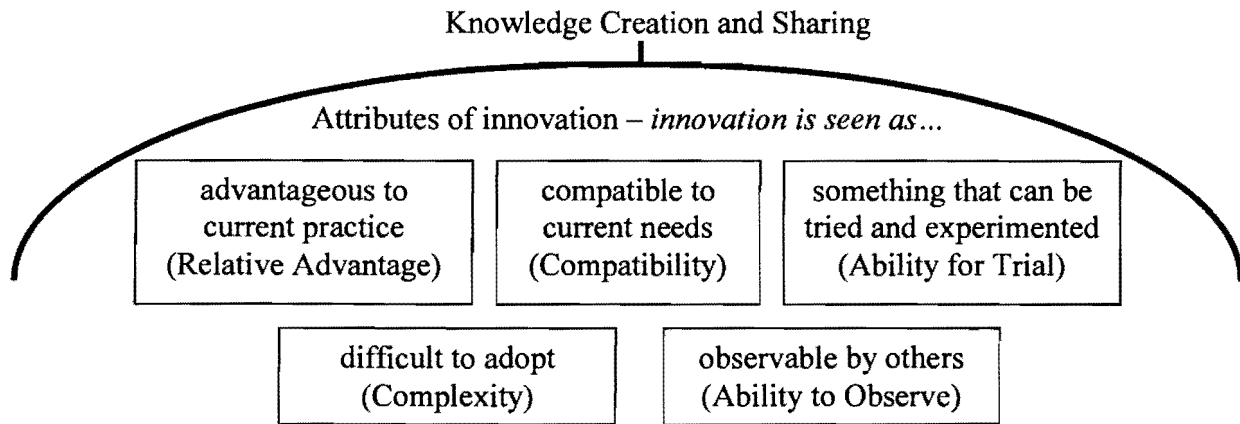 Knowledge Creation and Sharing
Attributes of innovation – innovation is seen as...
advantageous to
current practice
(Relative Advantage)
compatible to
current needs
(Compatibility)
something that can be
tried and experimented
(Ability for Trial)
difficult to adopt
(Complexity)
observable by others
(Ability to Observe)